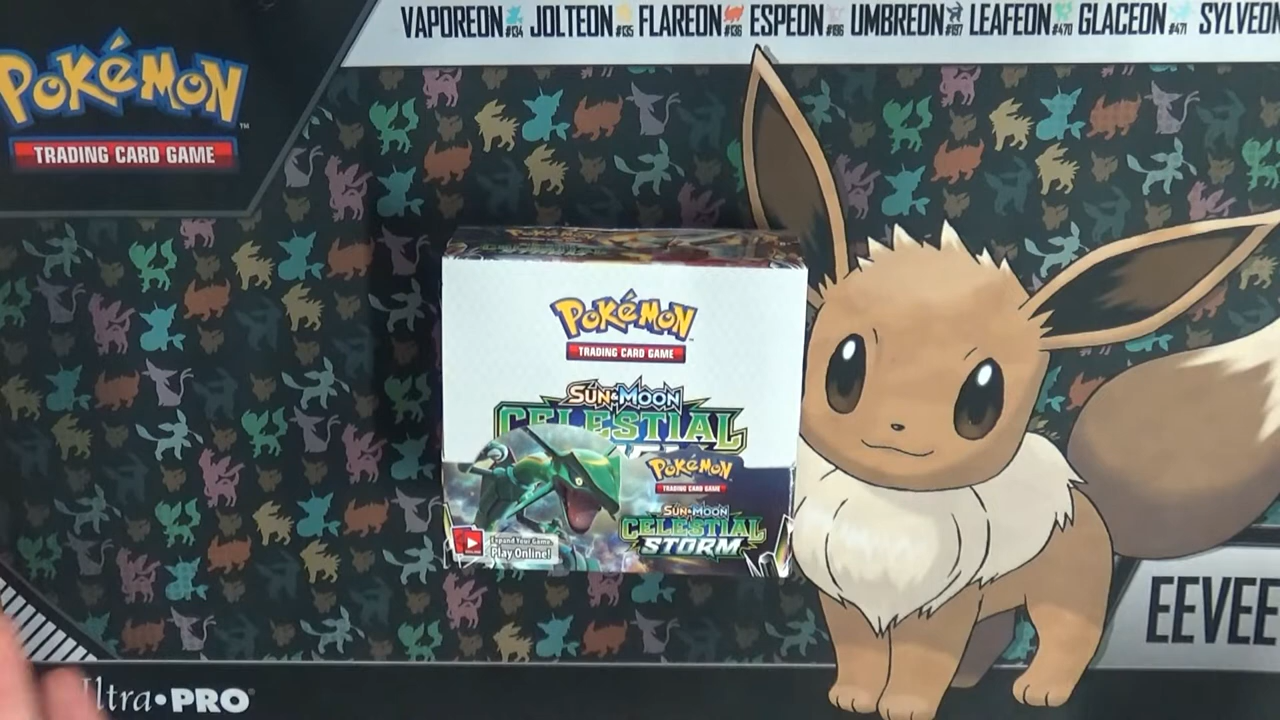 VAPOREON #134 JOLTEON #135 FLAREON #136 ESPEON #196 UMBREON #197 LEAFEON #470 GLACEON #471 SYLVEON
POKéMON™
TRADING CARD GAME
POKéMON
TRADING CARD GAME
SUN & MOON
CELESTIAL
POKéMON
TRADING CARD GAME
SUN & MOON
CELESTIAL
STORM
Expand Your Game.
Play Online!
EEVEE
Ultra•PRO®